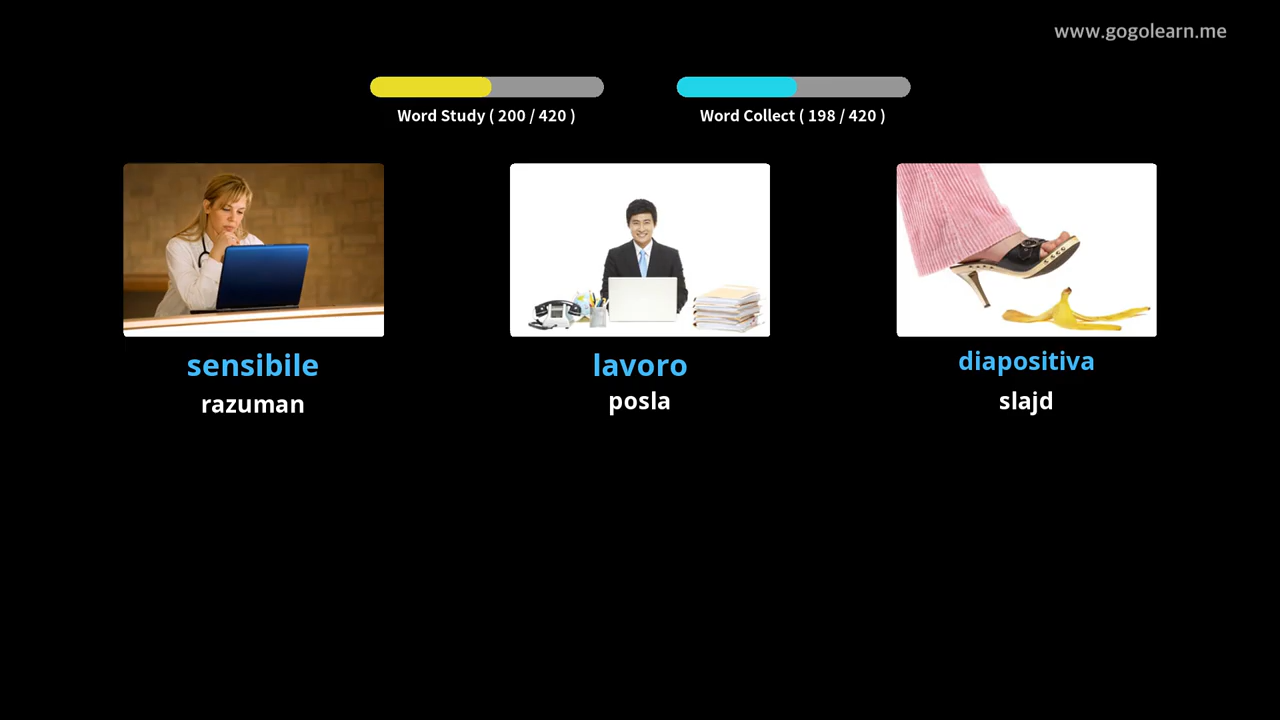 www.gogolearn.me
Word Study ( 200 / 420 )
Word Collect ( 198 / 420 )
sensibile
lavoro
diapositiva
razuman
posla
slajd